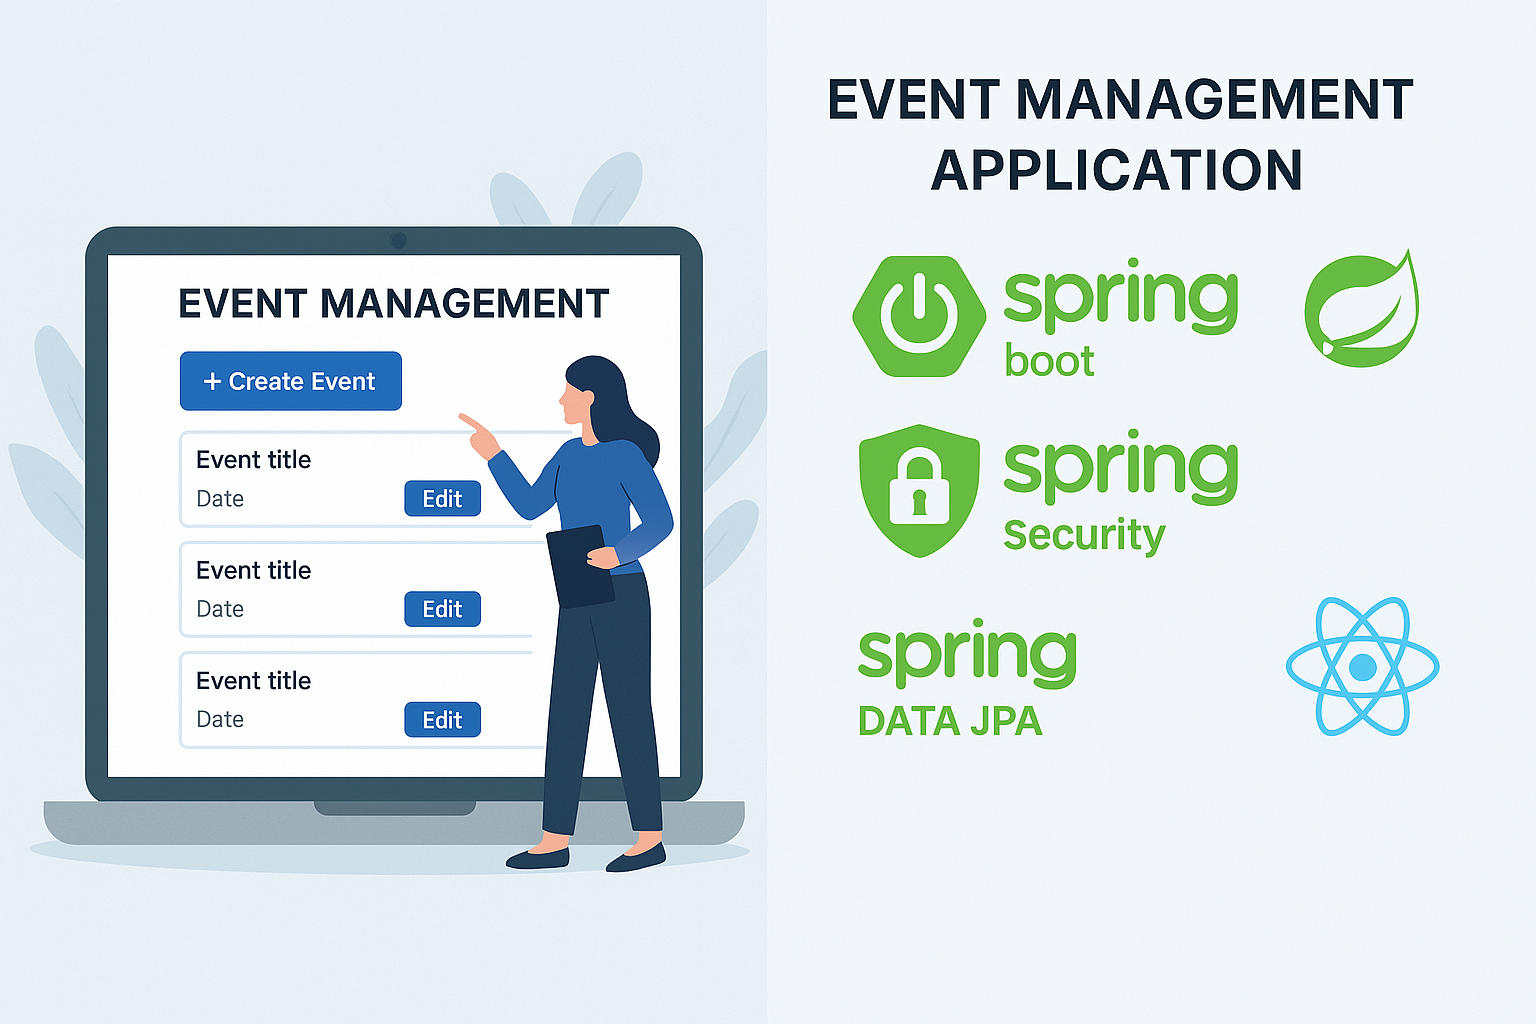 EVENT MANAGEMENT
+ Create Event
Event title
Date
Edit
Event title
Date
Edit
Event title
Date
Edit
EVENT MANAGEMENT
APPLICATION
spring
boot
spring
Security
spring
DATA JPA